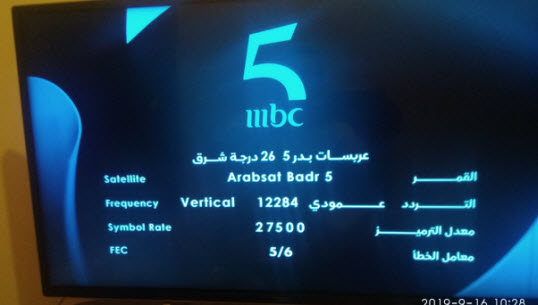 5
mbc
عربسات بدر 5 26 درجة شرق
Satellite Arabsat Badr 5 القمر
Frequency Vertical 12284 عمودي التردد
Symbol Rate 27500 معدل الترميز
FEC 5/6 معامل الخطأ
2019-9-16 10:28